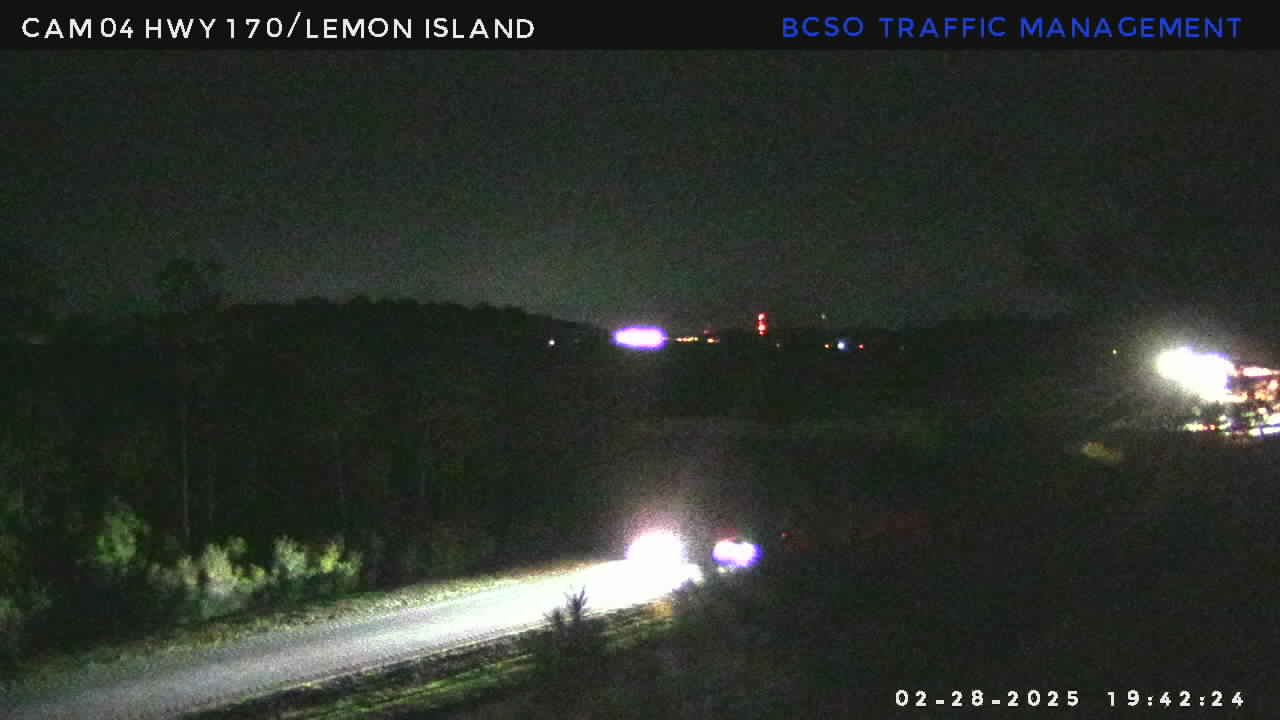 CAM04 HWY 170/LEMON ISLAND
BCSO TRAFFIC MANAGEMENT
02-28-2025 19:42:24